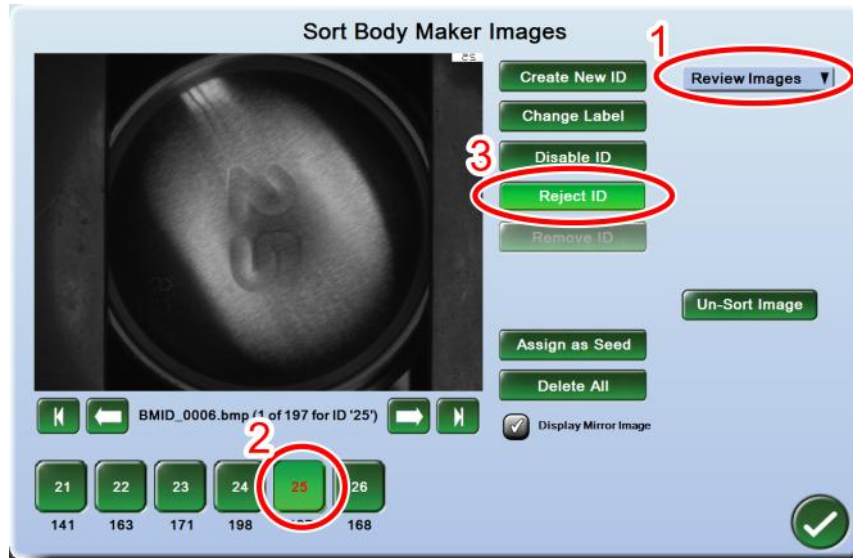 Sort Body Maker Images
1
Create New ID
Review Images
Change Label
3
Disable ID
Reject ID
Remove ID
25
Un-Sort Image
Assign as Seed
Delete All
BMID_0006.bmp (1 of 197 for ID '25')
Display Mirror Image
2
21 22 23 24 25 26
141 163 171 198 197 168